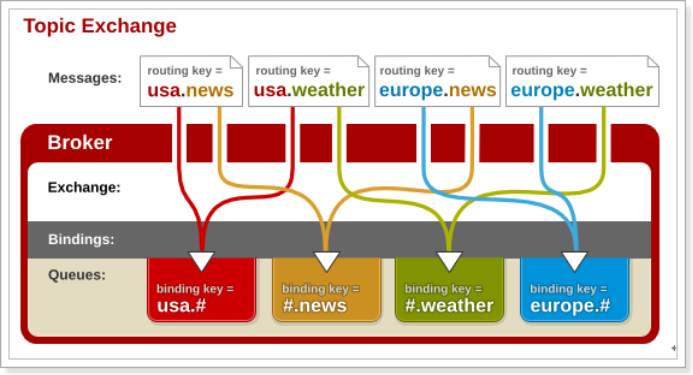 Topic Exchange
Messages:
routing key =
usa.news
routing key =
usa.weather
routing key =
europe.news
routing key =
europe.weather
Broker
Exchange:
Bindings:
Queues:
binding key =
usa.#
binding key =
#.news
binding key =
#.weather
binding key =
europe.#